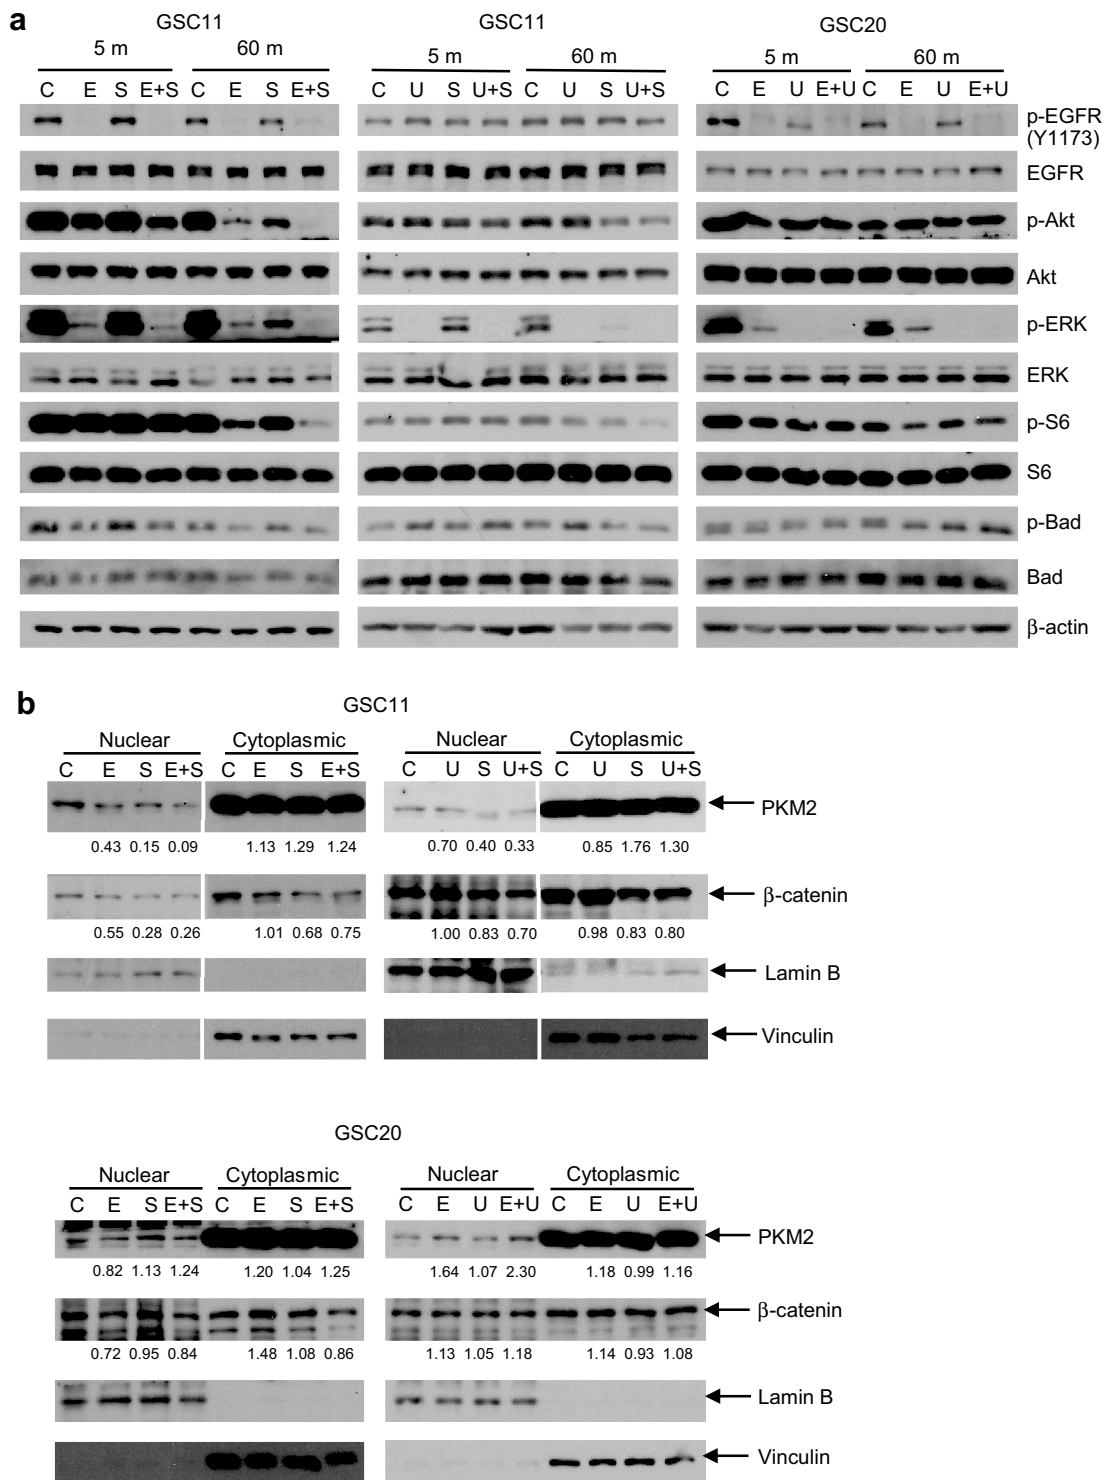 a
GSC11 GSC11 GSC20
5 m 60 m 5 m 60 m 5 m 60 m
C E S E+S C E S E+S C U S U+S C U S U+S C E U E+U C E U E+U
p-EGFR
(Y1173)
EGFR
p-Akt
Akt
p-ERK
ERK
p-S6
S6
p-Bad
Bad
β-actin
b
GSC11
Nuclear Cytoplasmic Nuclear Cytoplasmic
C E S E+S C E S E+S C U S U+S C U S U+S
PKM2
0.43 0.15 0.09 1.13 1.29 1.24 0.70 0.40 0.33 0.85 1.76 1.30
β-catenin
0.55 0.28 0.26 1.01 0.68 0.75 1.00 0.83 0.70 0.98 0.83 0.80
Lamin B
Vinculin
GSC20
Nuclear Cytoplasmic Nuclear Cytoplasmic
C E S E+S C E S E+S C E U E+U C E U E+U
PKM2
0.82 1.13 1.24 1.20 1.04 1.25 1.64 1.07 2.30 1.18 0.99 1.16
β-catenin
0.72 0.95 0.84 1.48 1.08 0.86 1.13 1.05 1.18 1.14 0.93 1.08
Lamin B
Vinculin